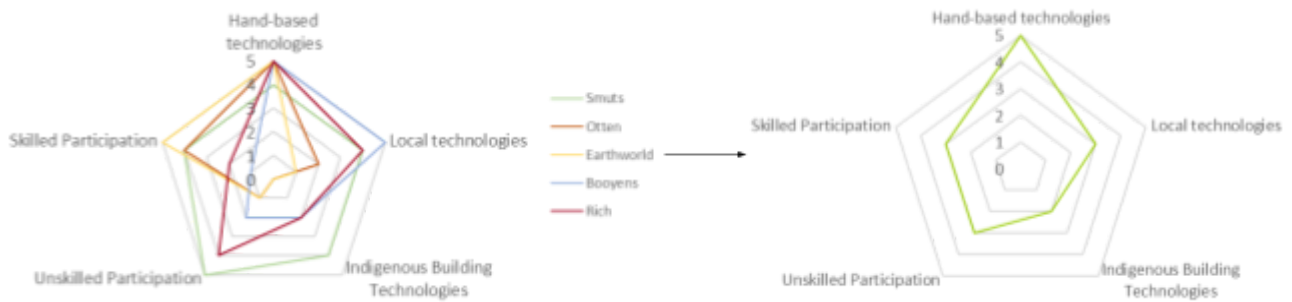 Hand-based
technologies
5
4
3
2
1
0
Skilled Participation
Local technologies
Unskilled Participation
Indigenous Building
Technologies
Smuts
Otten
Earthworld
Booyens
Rich
Hand-based technologies
5
4
3
2
1
0
Skilled Participation
Local technologies
Unskilled Participation
Indigenous Building
Technologies